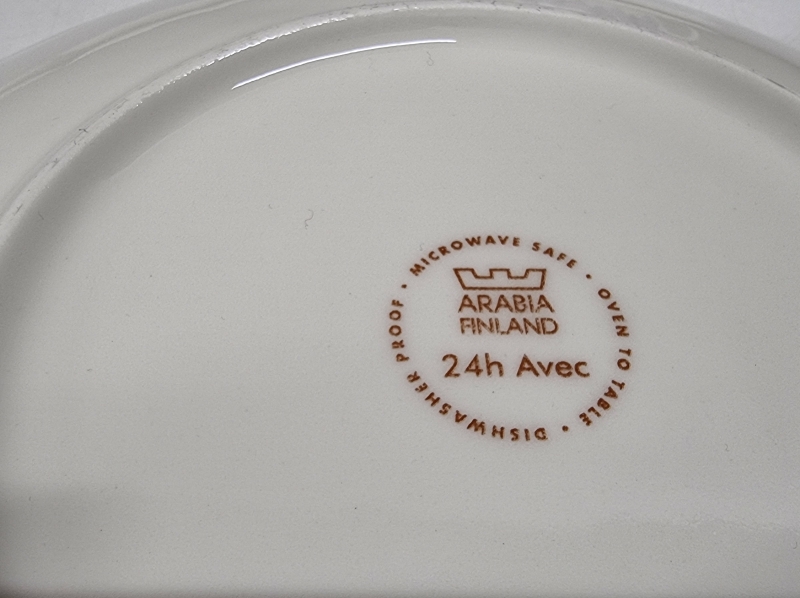 MICROWAVE SAFE • OVEN TO TABLE • DISHWASHER PROOF •
ARABIA
FINLAND
24h Avec